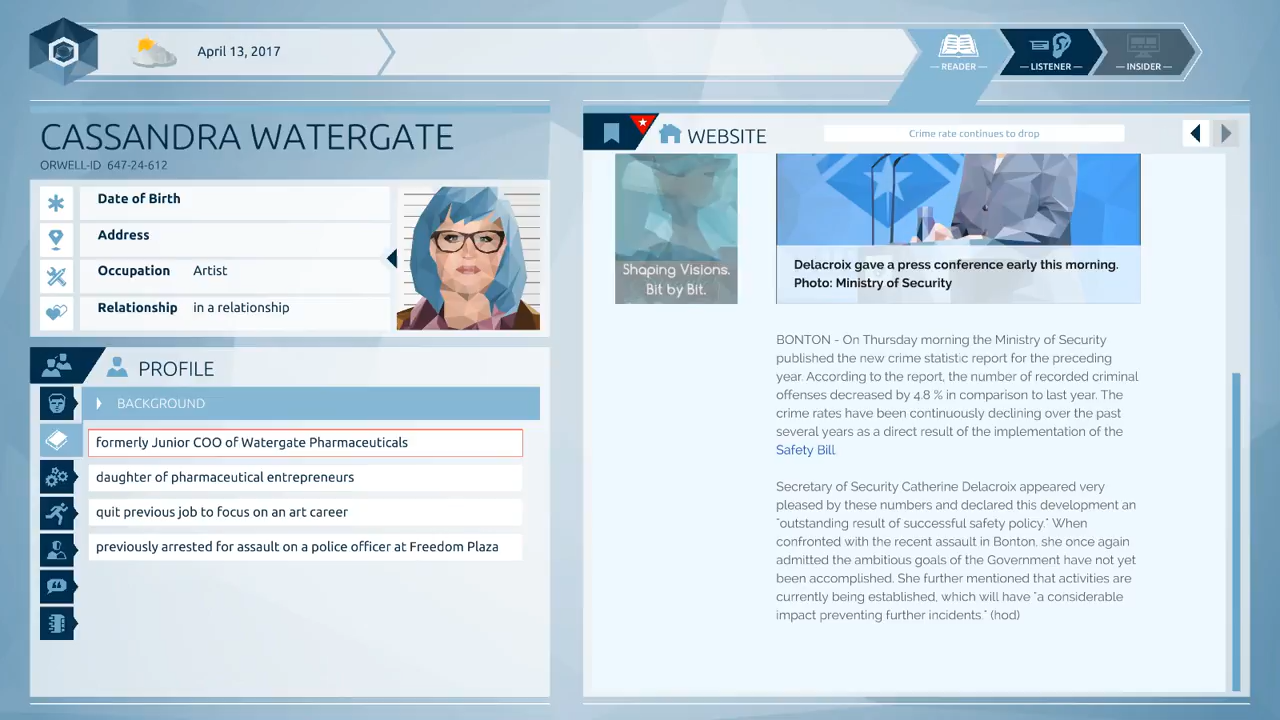 April 13, 2017
— READER —
— LISTENER —
— INSIDER —
CASSANDRA WATERGATE
ORWELL-ID 647-24-612
Date of Birth
Address
Occupation Artist
Relationship in a relationship
PROFILE
BACKGROUND
formerly Junior COO of Watergate Pharmaceuticals
daughter of pharmaceutical entrepreneurs
quit previous job to focus on an art career
previously arrested for assault on a police officer at Freedom Plaza
WEBSITE
Crime rate continues to drop
Shaping Visions.
Bit by Bit.
Delacroix gave a press conference early this morning.
Photo: Ministry of Security
BONTON - On Thursday morning the Ministry of Security
published the new crime statistic report for the preceding
year. According to the report, the number of recorded criminal
offenses decreased by 4.8 % in comparison to last year. The
crime rates have been continuously declining over the past
several years as a direct result of the implementation of the
Safety Bill.
Secretary of Security Catherine Delacroix appeared very
pleased by these numbers and declared this development an
"outstanding result of successful safety policy." When
confronted with the recent assault in Bonton, she once again
admitted the ambitious goals of the Government have not yet
been accomplished. She further mentioned that activities are
currently being established, which will have "a considerable
impact preventing further incidents." (hod)